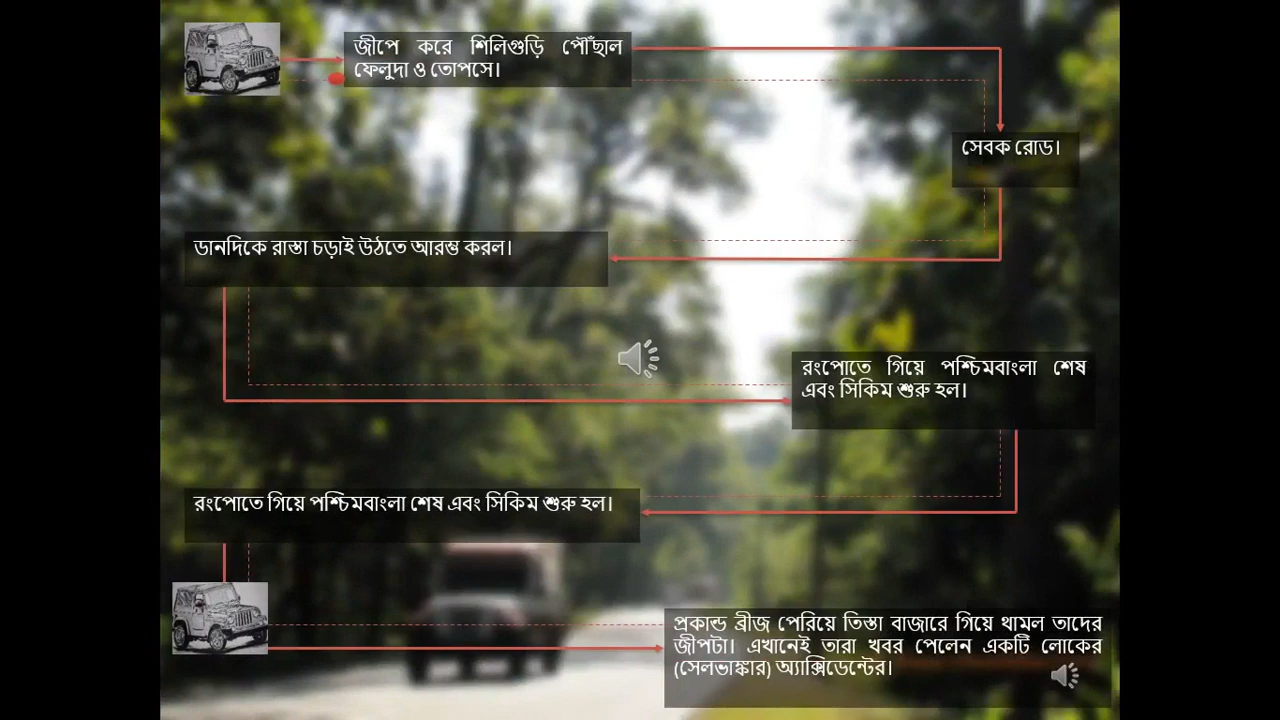 জীপে করে শিলিগুড়ি পৌঁছাল
ফেলুদা ও তোপসে।
সেবক রোড।
ডানদিকে রাস্তা চড়াই উঠতে আরম্ভ করল।
রংপোতে গিয়ে পশ্চিমবাংলা শেষ
এবং সিকিম শুরু হল।
রংপোতে গিয়ে পশ্চিমবাংলা শেষ এবং সিকিম শুরু হল।
প্রকান্ড ব্রীজ পেরিয়ে তিস্তা বাজারে গিয়ে থামল তাদের
জীপটা। এখানেই তারা খবর পেলেন একটি লোকের
(সেলভাঙ্কার) অ্যাক্সিডেন্টের।